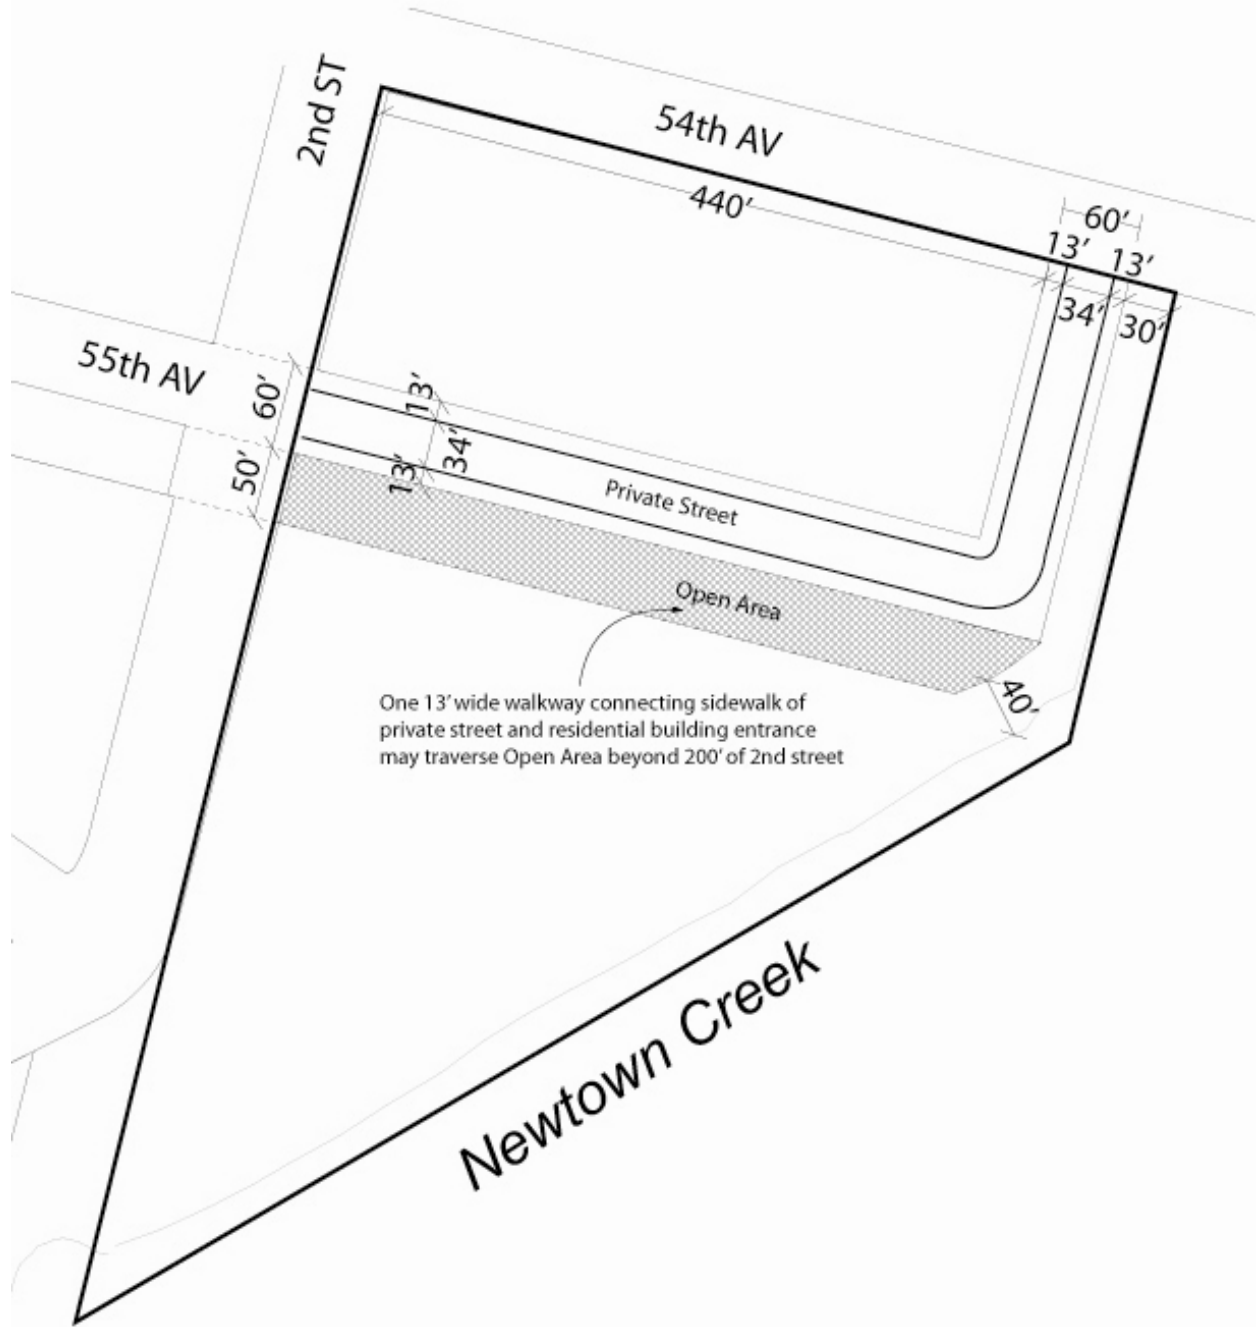 2nd ST
54th AV
440'
60'
13'
13'
34'
30'
55th AV
60'
50'
13'
34'
13'
Private Street
Open Area
40'
One 13' wide walkway connecting sidewalk of
private street and residential building entrance
may traverse Open Area beyond 200' of 2nd street
Newtown Creek